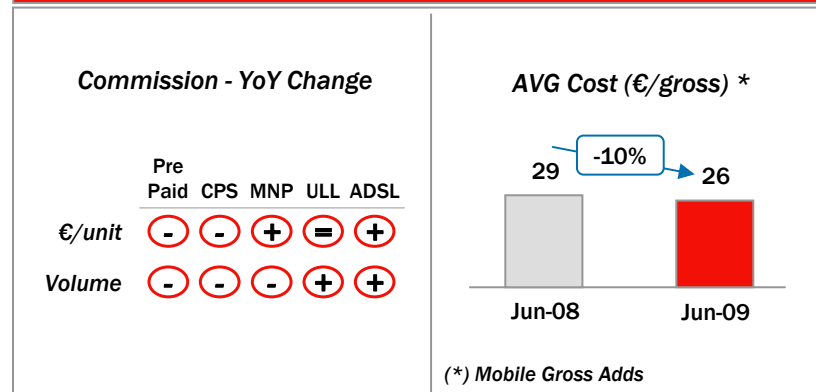 Commission - YoY Change
Pre
Paid CPS MNP ULL ADSL
€/unit - - + = +
Volume - - - + +
AVG Cost (€/gross) *
-10%
29 26
Jun-08 Jun-09
(*) Mobile Gross Adds